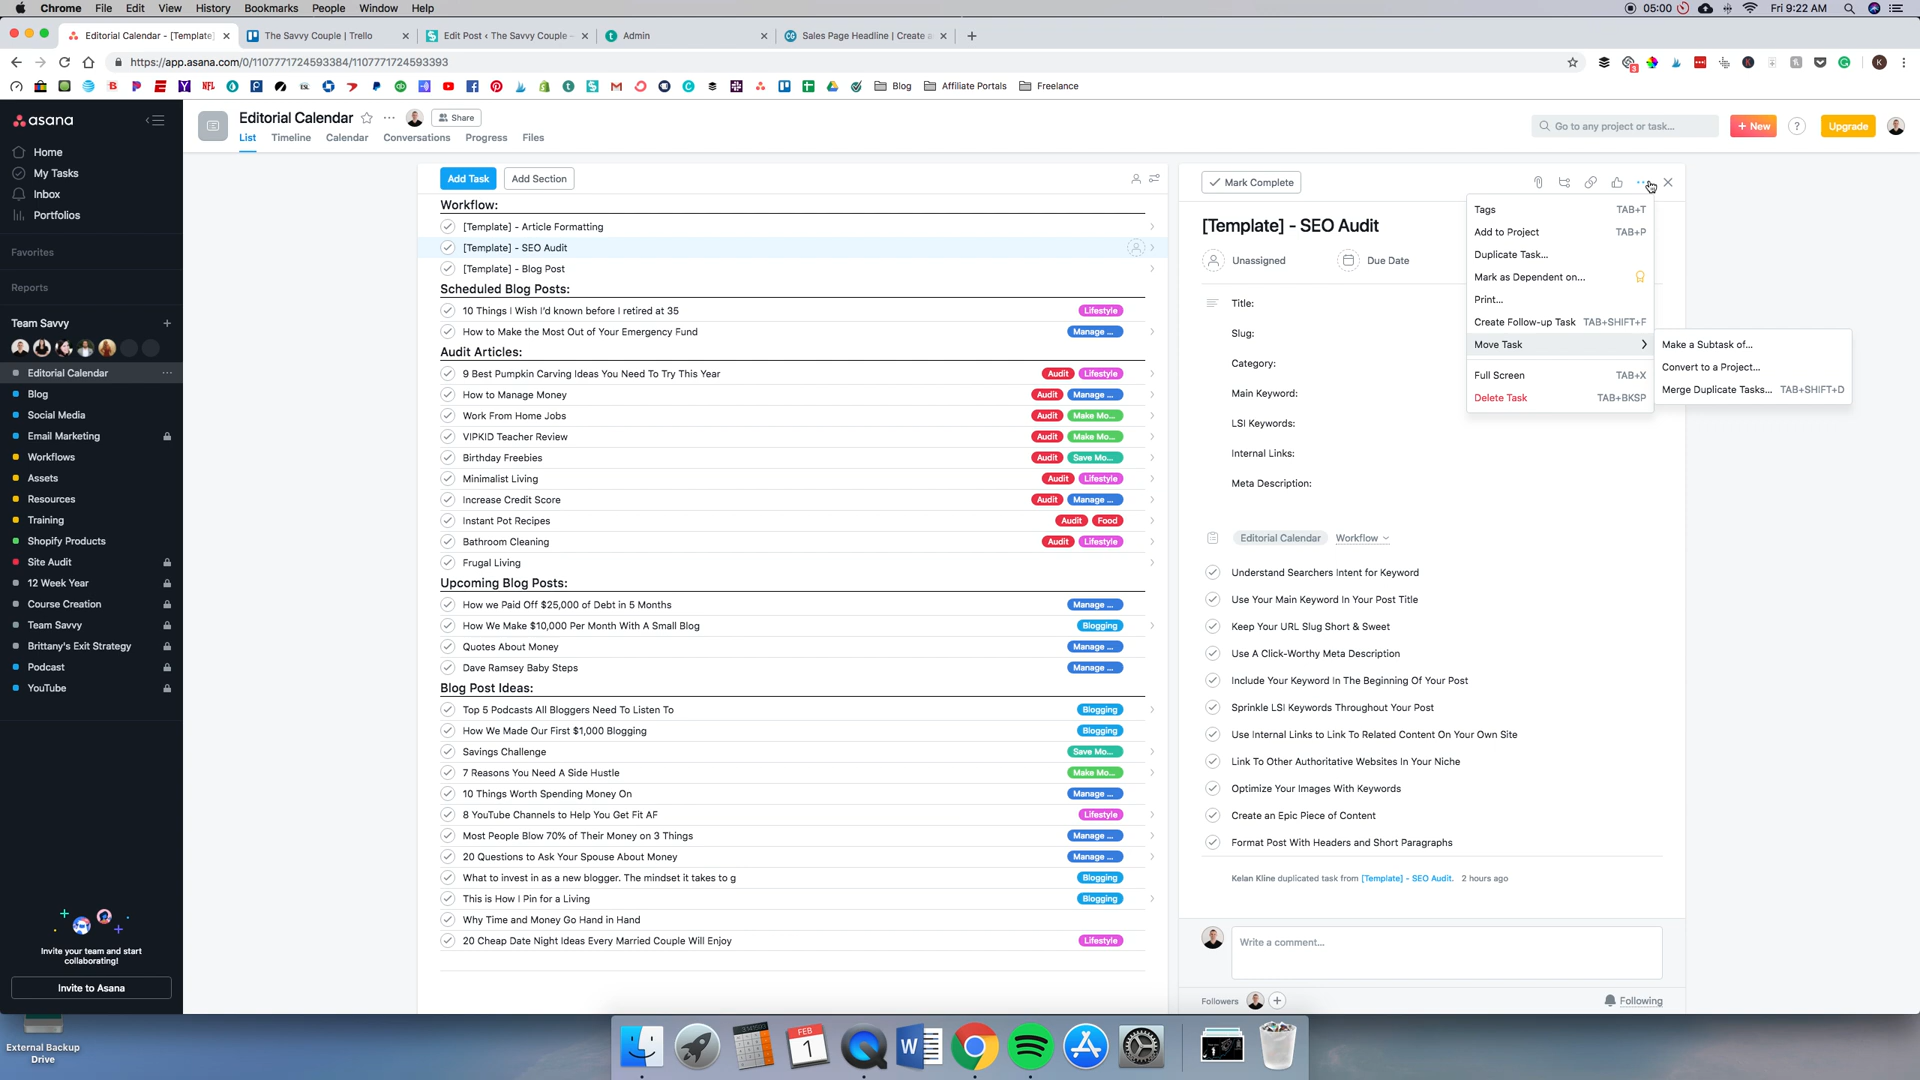 Chrome File Edit View History Bookmarks People Window Help
05:00 Fri 9:22 AM
Editorial Calendar - [Template]
The Savvy Couple | Trello
Edit Post ‹ The Savvy Couple -
Admin
Sales Page Headline | Create a
https://app.asana.com/0/1107771724593384/1107771724593393
Blog Affiliate Portals Freelance
asana
Home
My Tasks
Inbox
Portfolios
Favorites
Reports
Team Savvy
Editorial Calendar
Blog
Social Media
Email Marketing
Workflows
Assets
Resources
Training
Shopify Products
Site Audit
12 Week Year
Course Creation
Team Savvy
Brittany's Exit Strategy
Podcast
YouTube
Invite your team and start
collaborating!
Invite to Asana
External Backup
Drive
Editorial Calendar
Share
List Timeline Calendar Conversations Progress Files
Go to any project or task...
+ New
?
Upgrade
Add Task Add Section
Workflow:
[Template] - Article Formatting
[Template] - SEO Audit
[Template] - Blog Post
Scheduled Blog Posts:
10 Things I Wish I'd known before I retired at 35 Lifestyle
How to Make the Most Out of Your Emergency Fund Manage ...
Audit Articles:
9 Best Pumpkin Carving Ideas You Need To Try This Year Audit Lifestyle
How to Manage Money Audit Manage ...
Work From Home Jobs Audit Make Mo...
VIPKID Teacher Review Audit Make Mo...
Birthday Freebies Audit Save Mo...
Minimalist Living Audit Lifestyle
Increase Credit Score Audit Manage ...
Instant Pot Recipes Audit Food
Bathroom Cleaning Audit Lifestyle
Frugal Living
Upcoming Blog Posts:
How we Paid Off $25,000 of Debt in 5 Months Manage ...
How We Make $10,000 Per Month With A Small Blog Blogging
Quotes About Money Manage ...
Dave Ramsey Baby Steps Manage ...
Blog Post Ideas:
Top 5 Podcasts All Bloggers Need To Listen To Blogging
How We Made Our First $1,000 Blogging Blogging
Savings Challenge Save Mo...
7 Reasons You Need A Side Hustle Make Mo...
10 Things Worth Spending Money On Manage ...
8 YouTube Channels to Help You Get Fit AF Lifestyle
Most People Blow 70% of Their Money on 3 Things Manage ...
20 Questions to Ask Your Spouse About Money Manage ...
What to invest in as a new blogger. The mindset it takes to g Blogging
This is How I Pin for a Living Blogging
Why Time and Money Go Hand in Hand
20 Cheap Date Night Ideas Every Married Couple Will Enjoy Lifestyle
Mark Complete
[Template] - SEO Audit
Unassigned Due Date
Title:
Slug:
Category:
Main Keyword:
LSI Keywords:
Internal Links:
Meta Description:
Editorial Calendar Workflow
Understand Searchers Intent for Keyword
Use Your Main Keyword In Your Post Title
Keep Your URL Slug Short & Sweet
Use A Click-Worthy Meta Description
Include Your Keyword In The Beginning Of Your Post
Sprinkle LSI Keywords Throughout Your Post
Use Internal Links to Link To Related Content On Your Own Site
Link To Other Authoritative Websites In Your Niche
Optimize Your Images With Keywords
Create an Epic Piece of Content
Format Post With Headers and Short Paragraphs
Kelan Kline duplicated task from [Template] - SEO Audit. 2 hours ago
Write a comment...
Followers
Following
Tags TAB+T
Add to Project TAB+P
Duplicate Task...
Mark as Dependent on...
Print...
Create Follow-up Task TAB+SHIFT+F
Move Task
Full Screen TAB+X
Delete Task TAB+BKSP
Make a Subtask of...
Convert to a Project...
Merge Duplicate Tasks... TAB+SHIFT+D
FEB
1